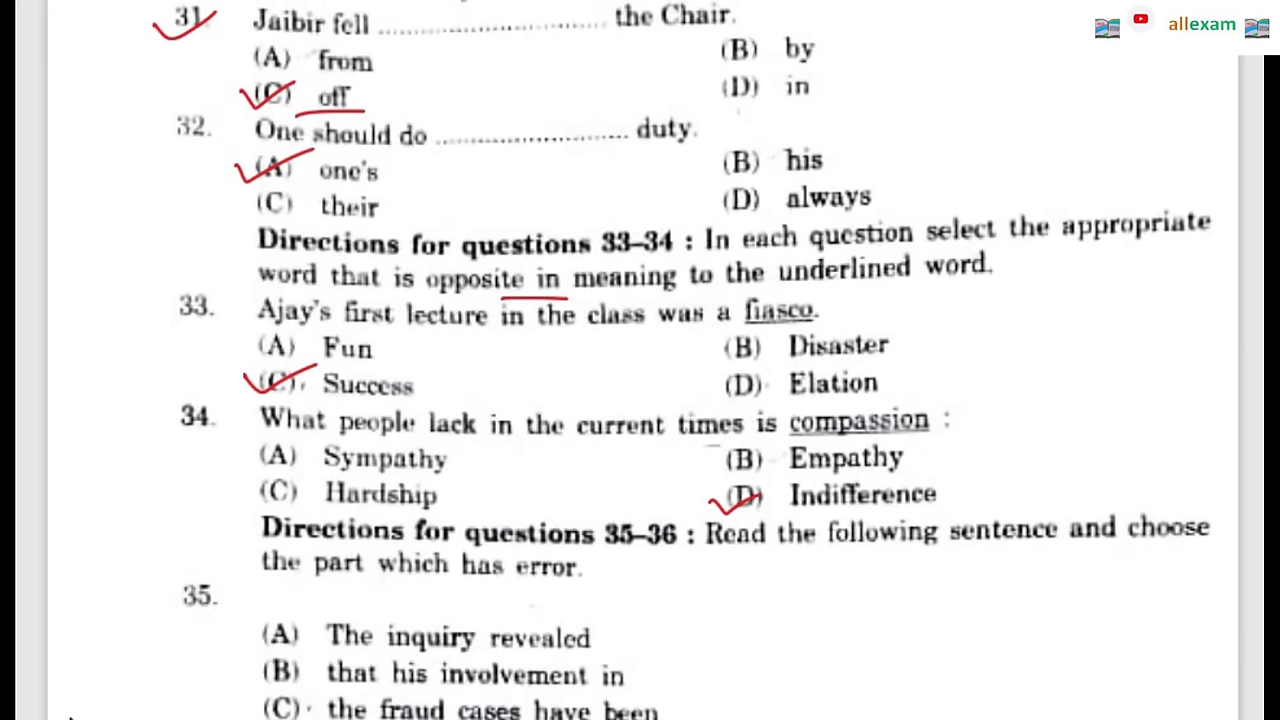 allexam
31. Jaibir fell .............................. the Chair.
(A) from (B) by
(C) off (D) in
32. One should do .......................... duty.
(A) one's (B) his
(C) their (D) always
Directions for questions 33–34 : In each question select the appropriate
word that is opposite in meaning to the underlined word.
33. Ajay's first lecture in the class was a fiasco.
(A) Fun (B) Disaster
(C) Success (D) Elation
34. What people lack in the current times is compassion :
(A) Sympathy (B) Empathy
(C) Hardship (D) Indifference
Directions for questions 35–36 : Read the following sentence and choose
the part which has error.
35.
(A) The inquiry revealed
(B) that his involvement in
(C) the fraud cases have been